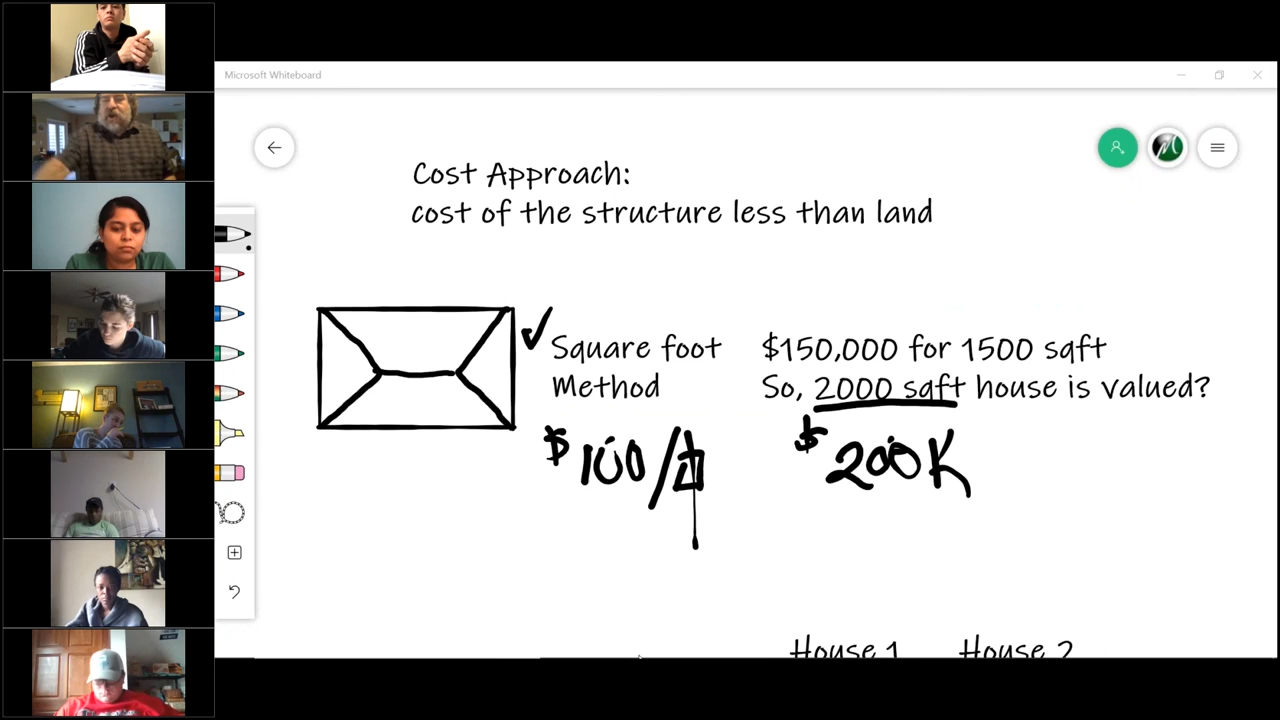 Microsoft Whiteboard
Cost Approach:
cost of the structure less than land
Square foot $150,000 for 1500 sqft
Method So, 2000 sqft house is valued?
$100/
$200K
House 1 House 2